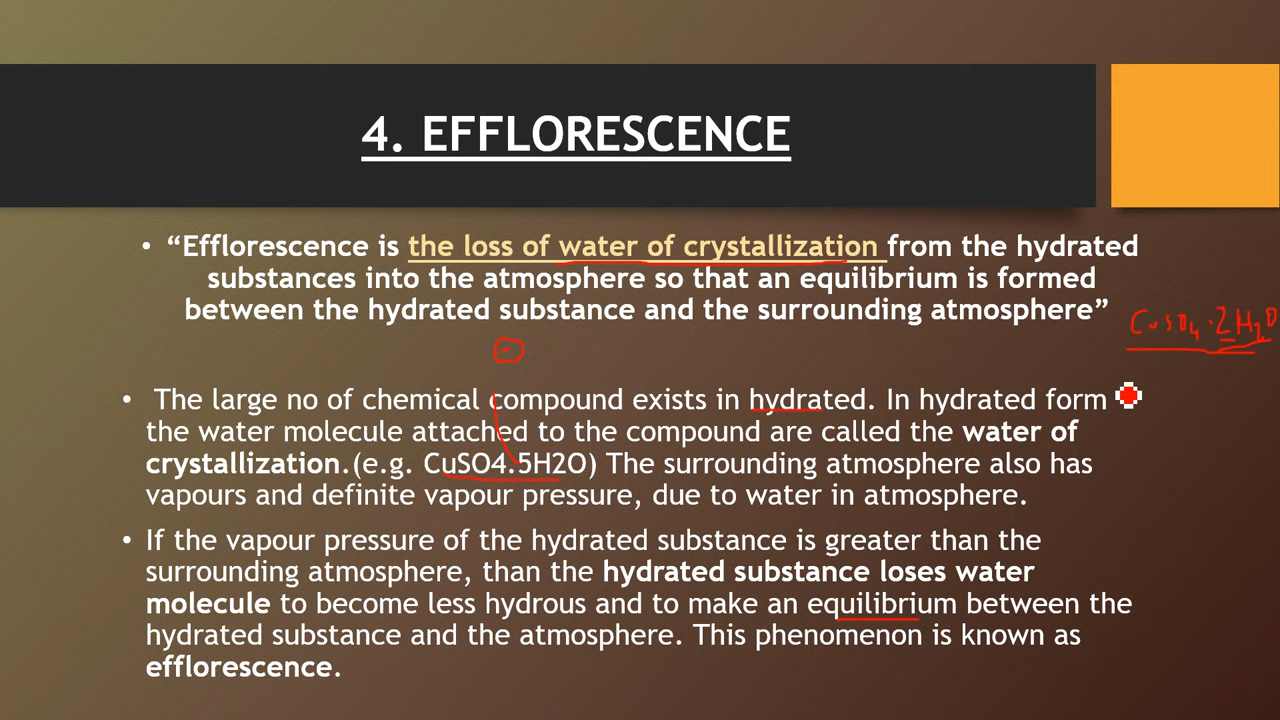 4. EFFLORESCENCE
• “Efflorescence is the loss of water of crystallization from the hydrated
substances into the atmosphere so that an equilibrium is formed
between the hydrated substance and the surrounding atmosphere”
CuSO4.2H2O
• The large no of chemical compound exists in hydrated. In hydrated form
the water molecule attached to the compound are called the water of
crystallization.(e.g. CuSO4.5H2O) The surrounding atmosphere also has
vapours and definite vapour pressure, due to water in atmosphere.
• If the vapour pressure of the hydrated substance is greater than the
surrounding atmosphere, than the hydrated substance loses water
molecule to become less hydrous and to make an equilibrium between the
hydrated substance and the atmosphere. This phenomenon is known as
efflorescence.